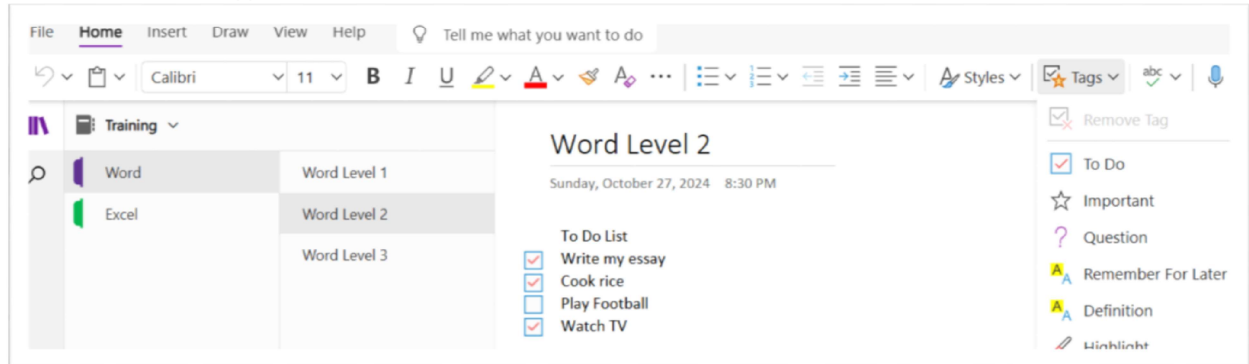 File Home Insert Draw View Help Tell me what you want to do
Calibri 11 B I U A A Styles Tags abc
Training
Word
Excel
Word Level 1
Word Level 2
Word Level 3
Word Level 2
Sunday, October 27, 2024 8:30 PM
To Do List
Write my essay
Cook rice
Play Football
Watch TV
Remove Tag
To Do
Important
Question
Remember For Later
Definition
Highlight